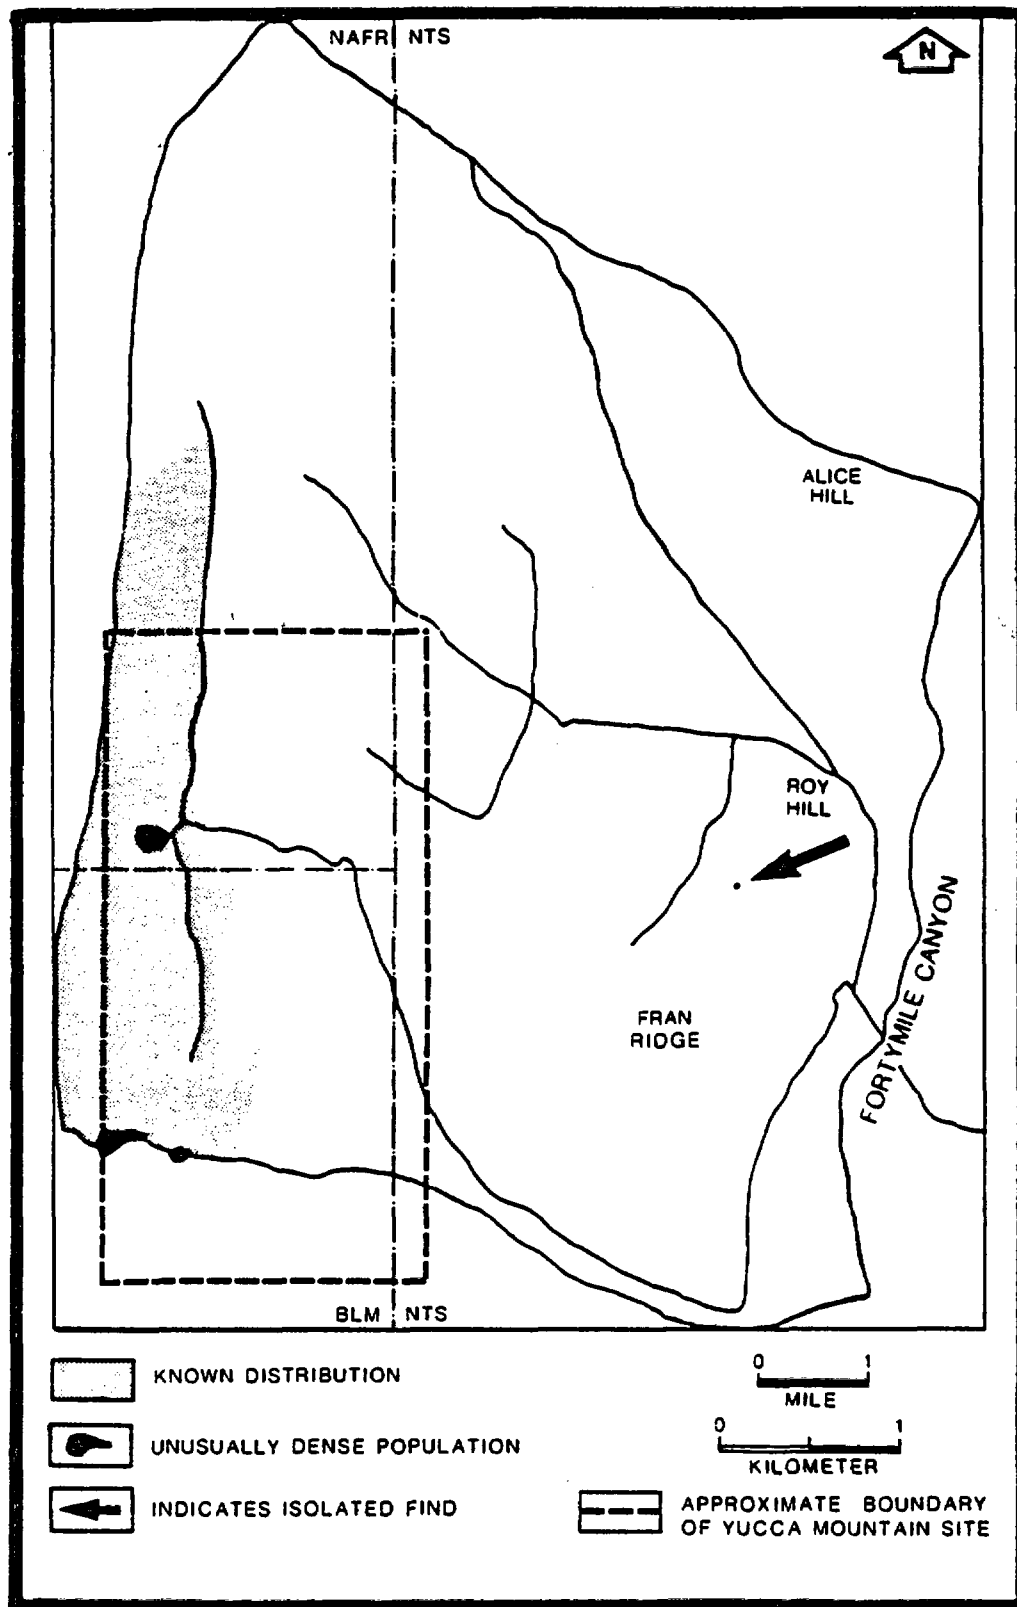 NAFR NTS
N
ALICE
HILL
ROY
HILL
FRAN
RIDGE
FORTYMILE CANYON
BLM NTS
KNOWN DISTRIBUTION
0 1
MILE
UNUSUALLY DENSE POPULATION
0 1
KILOMETER
INDICATES ISOLATED FIND
APPROXIMATE BOUNDARY
OF YUCCA MOUNTAIN SITE